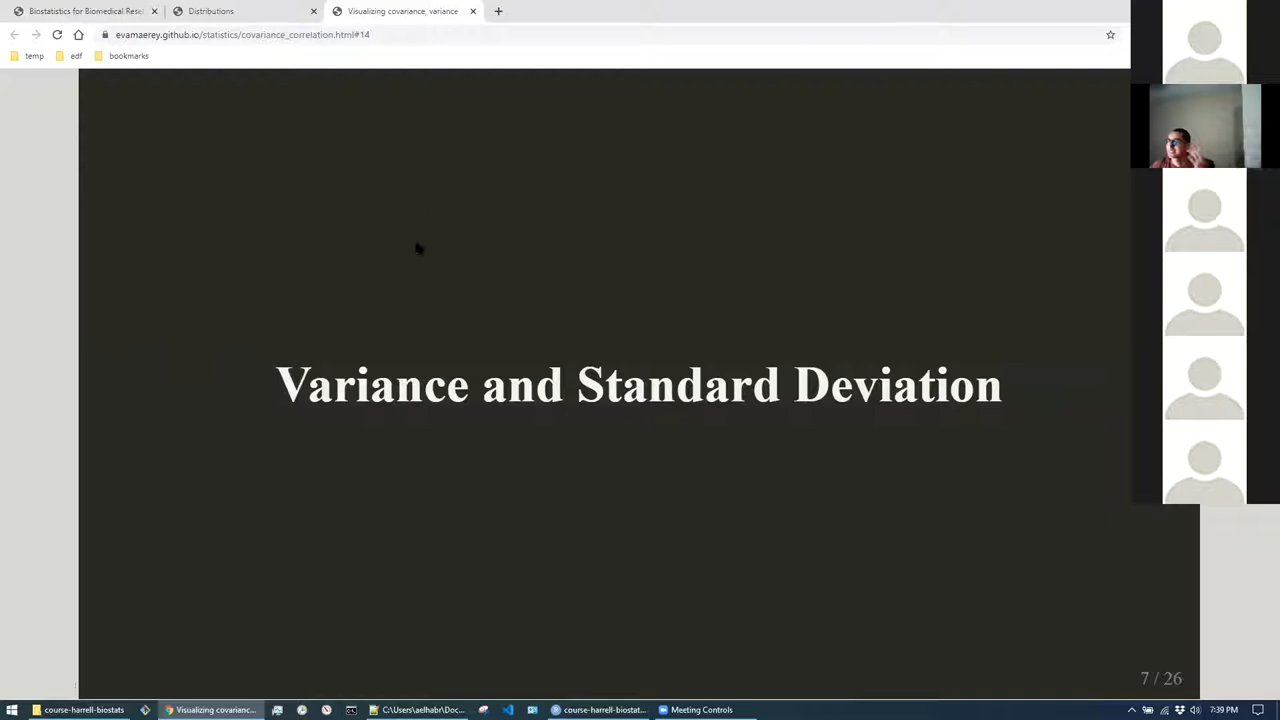 Biostatistics for Biomedical Rese
Distributions
Visualizing covariance, variance
evamaerey.github.io/statistics/covariance_correlation.html#14
temp
edf
bookmarks
Variance and Standard Deviation
7 / 26
course-harrell-biostats
Visualizing covarianc...
C:\Users\aelhabr\Doc...
course-harrell-biostat...
Meeting Controls
7:39 PM